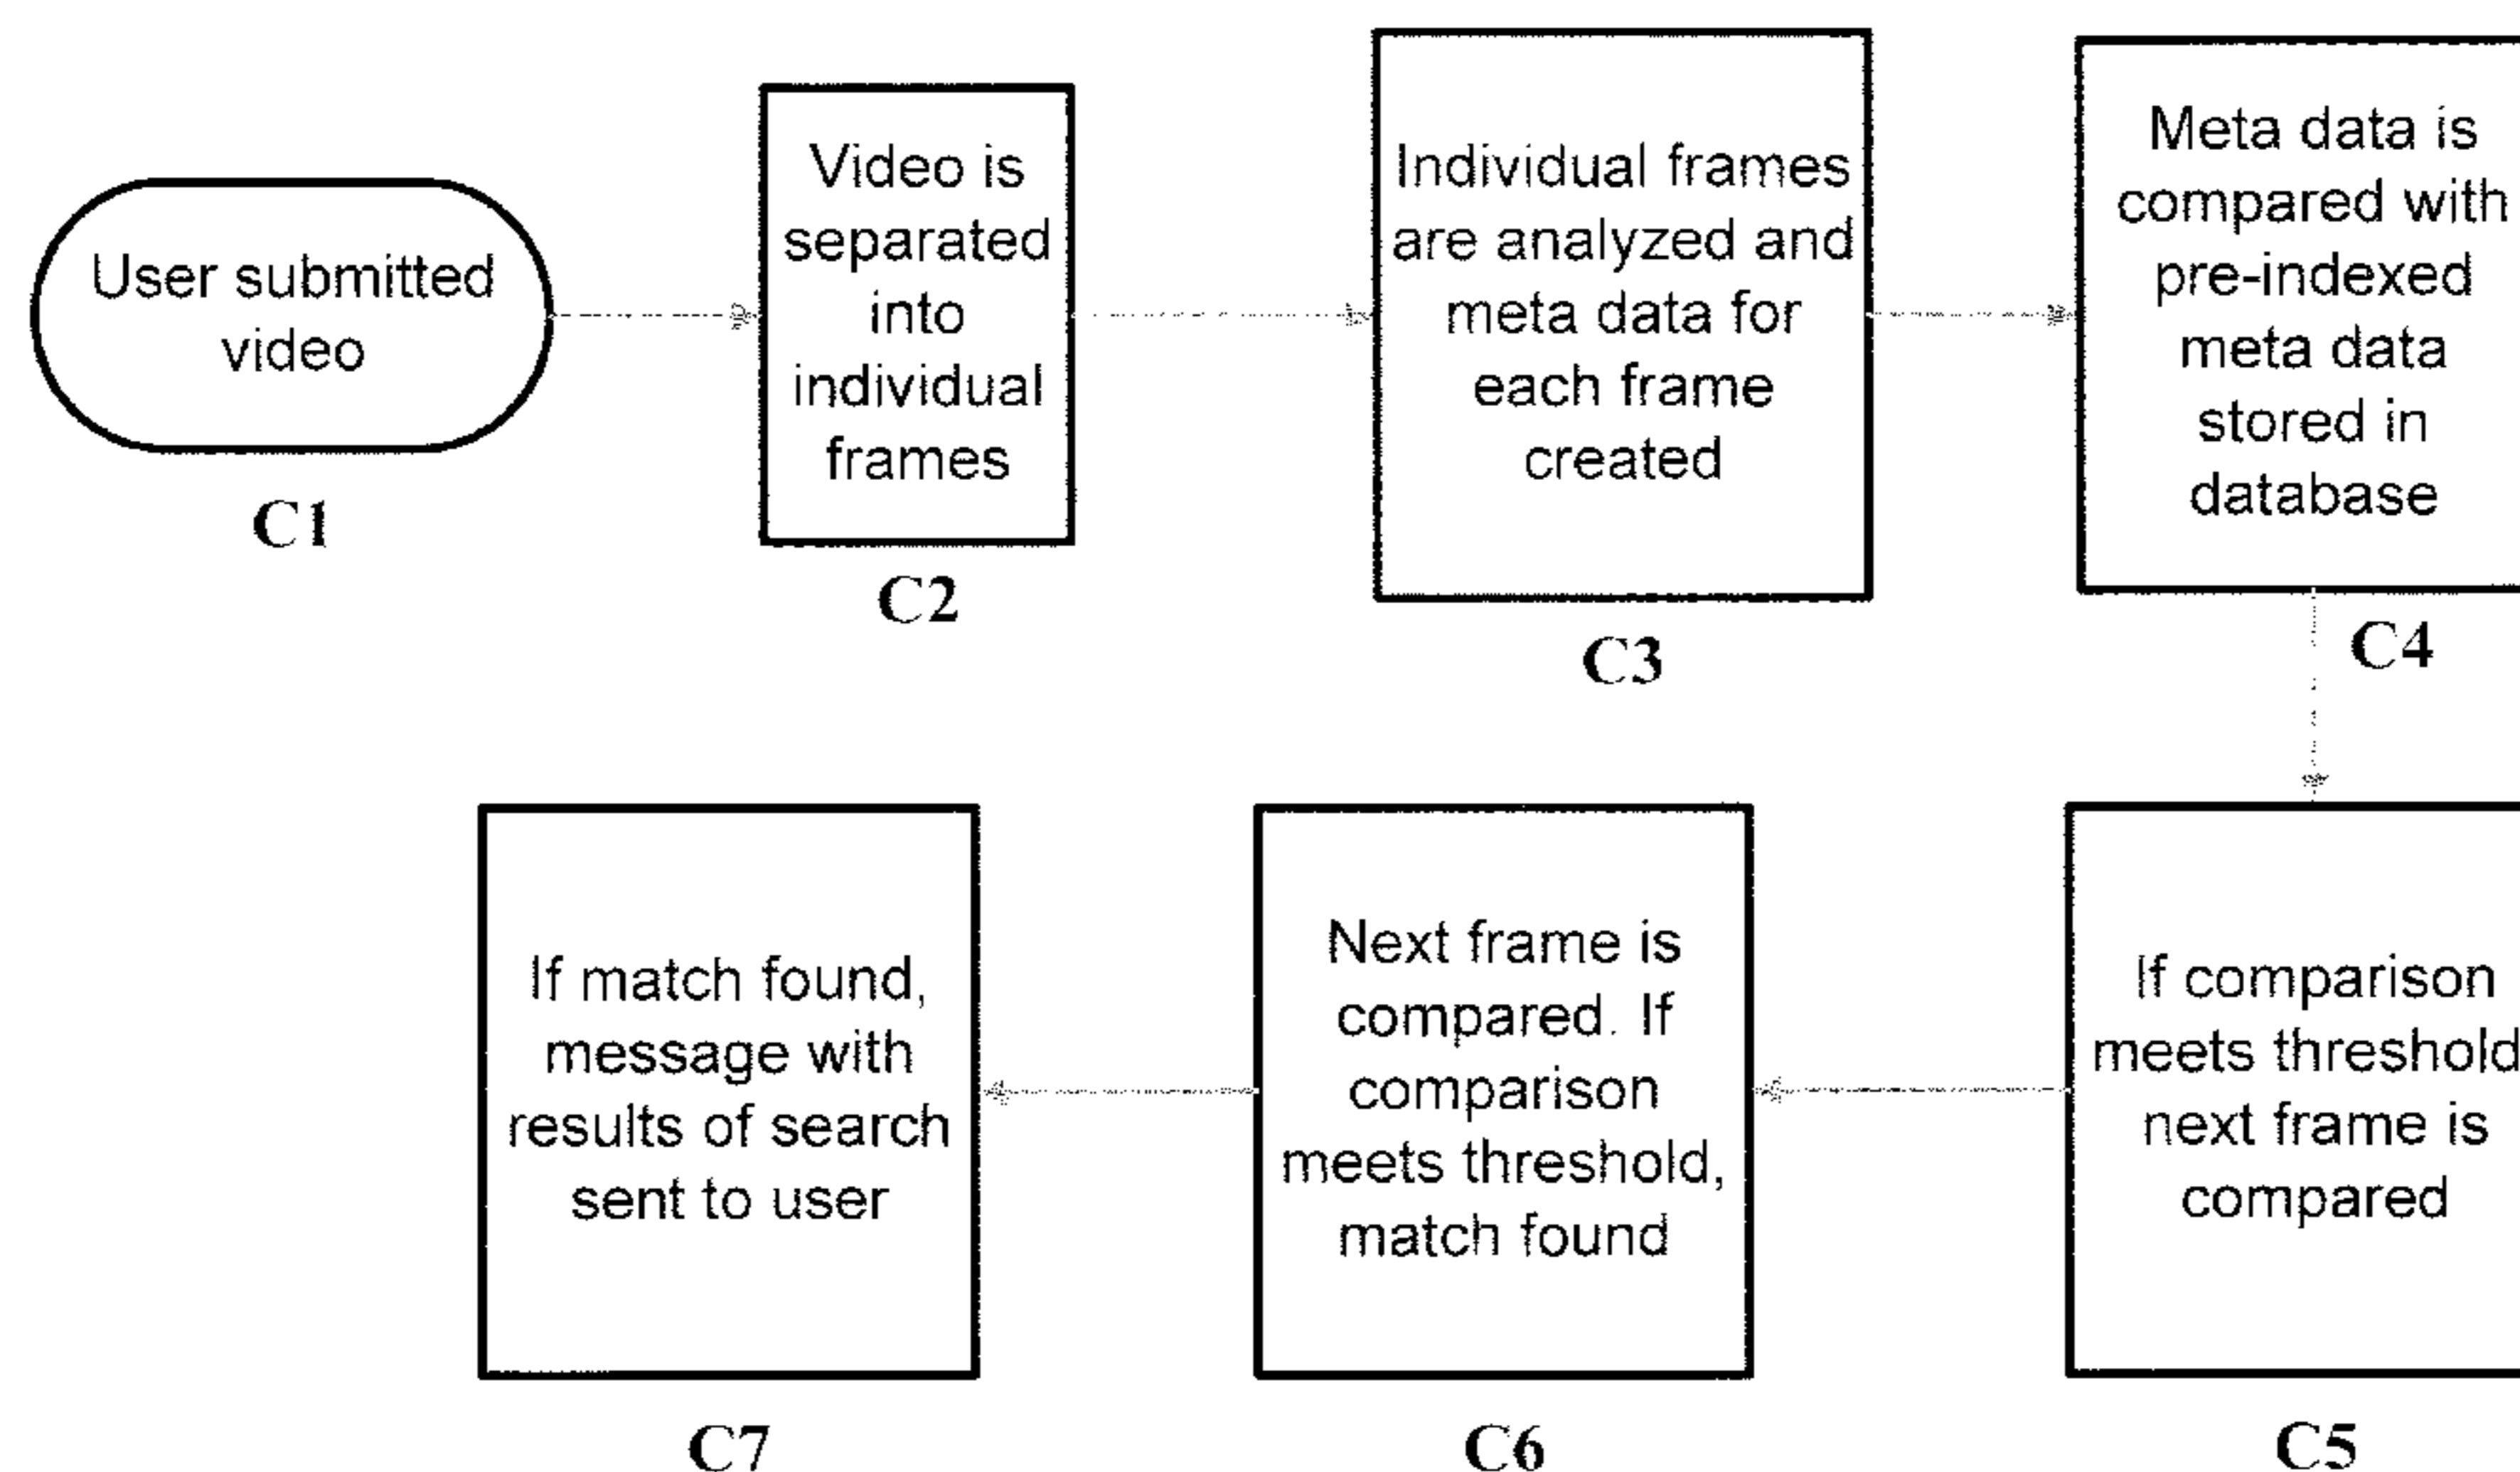 User submitted
video
C1
Video is
separated
into
individual
frames
C2
Individual frames
are analyzed and
meta data for
each frame
created
C3
Meta data is
compared with
pre-indexed
meta data
stored in
database
C4
If comparison
meets threshold
next frame is
compared
C5
Next frame is
compared. If
comparison
meets threshold,
match found
C6
If match found,
message with
results of search
sent to user
C7